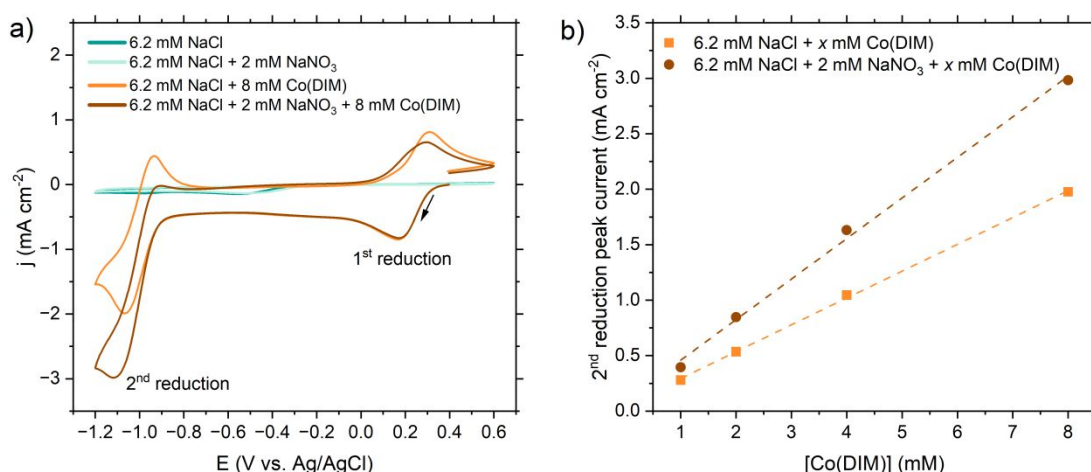 a)
6.2 mM NaCl
6.2 mM NaCl + 2 mM NaNO₃
6.2 mM NaCl + 8 mM Co(DIM)
6.2 mM NaCl + 2 mM NaNO₃ + 8 mM Co(DIM)
2
1
0
−1
−2
−3
j (mA cm⁻²)
1ˢᵗ reduction
2ⁿᵈ reduction
−1.2 −1.0 −0.8 −0.6 −0.4 −0.2 0.0 0.2 0.4 0.6
E (V vs. Ag/AgCl)
b)
6.2 mM NaCl + x mM Co(DIM)
6.2 mM NaCl + 2 mM NaNO₃ + x mM Co(DIM)
3.5
3.0
2.5
2.0
1.5
1.0
0.5
0.0
2ⁿᵈ reduction peak current (mA cm⁻²)
1 2 3 4 5 6 7 8
[Co(DIM)] (mM)